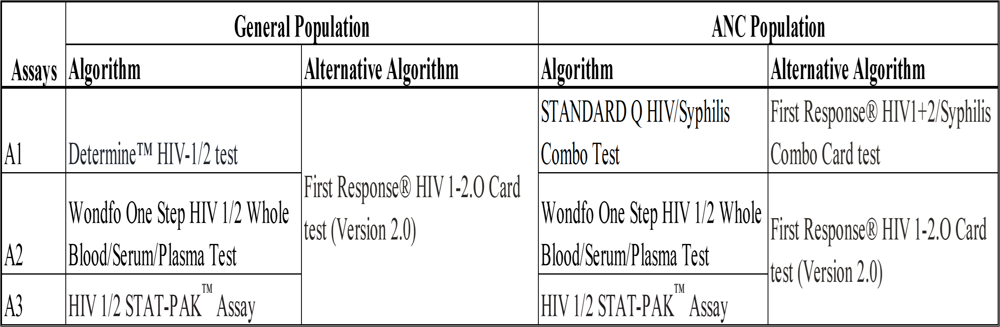 General Population
ANC Population
Assays
Algorithm
Alternative Algorithm
Algorithm
Alternative Algorithm
A1
Determine™ HIV-1/2 test
First Response® HIV 1-2.O Card
test (Version 2.0)
STANDARD Q HIV/Syphilis
Combo Test
First Response® HIV1+2/Syphilis
Combo Card test
A2
Wondfo One Step HIV 1/2 Whole
Blood/Serum/Plasma Test
Wondfo One Step HIV 1/2 Whole
Blood/Serum/Plasma Test
First Response® HIV 1-2.O Card
test (Version 2.0)
A3
HIV 1/2 STAT-PAK™ Assay
HIV 1/2 STAT-PAK™ Assay